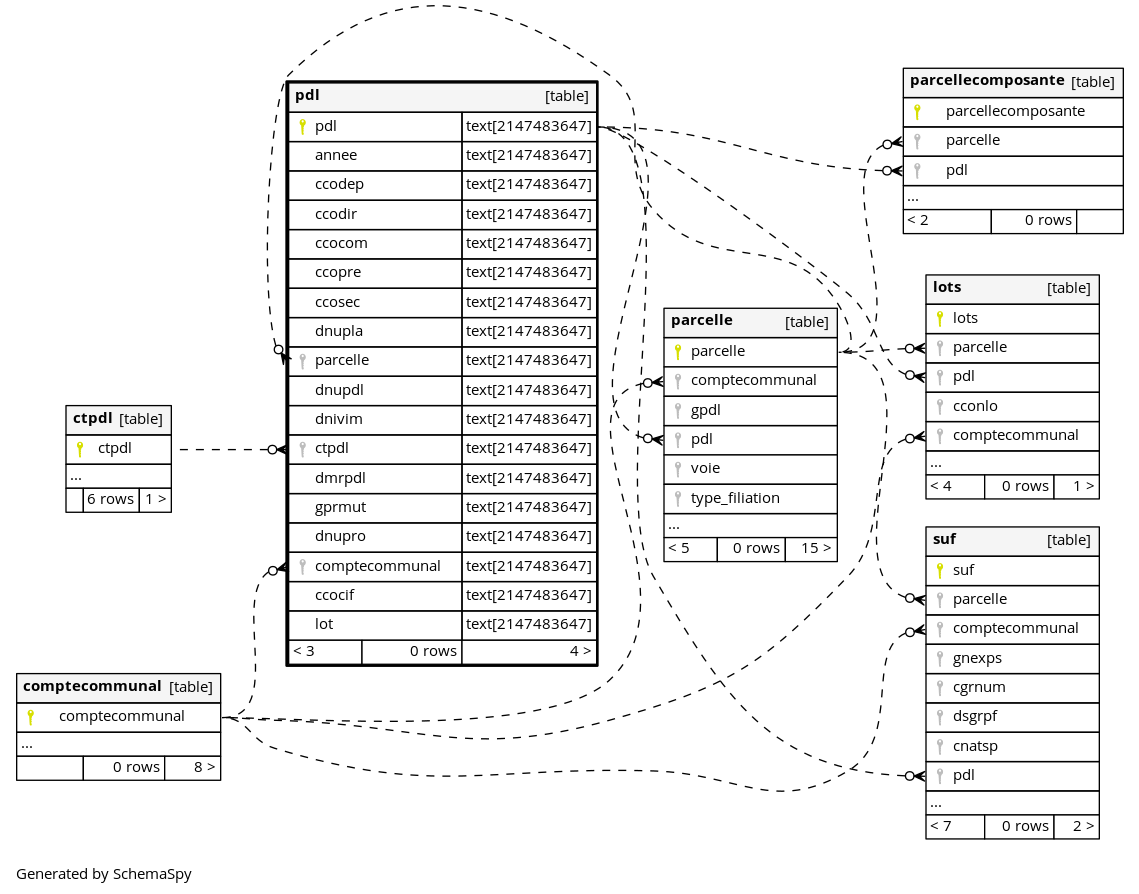 pdl [table]
pdl text[2147483647]
annee text[2147483647]
ccodep text[2147483647]
ccodir text[2147483647]
ccocom text[2147483647]
ccopre text[2147483647]
ccosec text[2147483647]
dnupla text[2147483647]
parcelle text[2147483647]
dnupdl text[2147483647]
dnivim text[2147483647]
ctpdl text[2147483647]
dmrpdl text[2147483647]
gprmut text[2147483647]
dnupro text[2147483647]
comptecommunal text[2147483647]
ccocif text[2147483647]
lot text[2147483647]
< 3 0 rows 4 >
ctpdl [table]
ctpdl
...
6 rows 1 >
comptecommunal [table]
comptecommunal
...
0 rows 8 >
parcelle [table]
parcelle
comptecommunal
gpdl
pdl
voie
type_filiation
...
< 5 0 rows 15 >
parcellecomposante [table]
parcellecomposante
parcelle
pdl
...
< 2 0 rows
lots [table]
lots
parcelle
pdl
cconlo
comptecommunal
...
< 4 0 rows 1 >
suf [table]
suf
parcelle
comptecommunal
gnexps
cgrnum
dsgrpf
cnatsp
pdl
...
< 7 0 rows 2 >
Generated by SchemaSpy